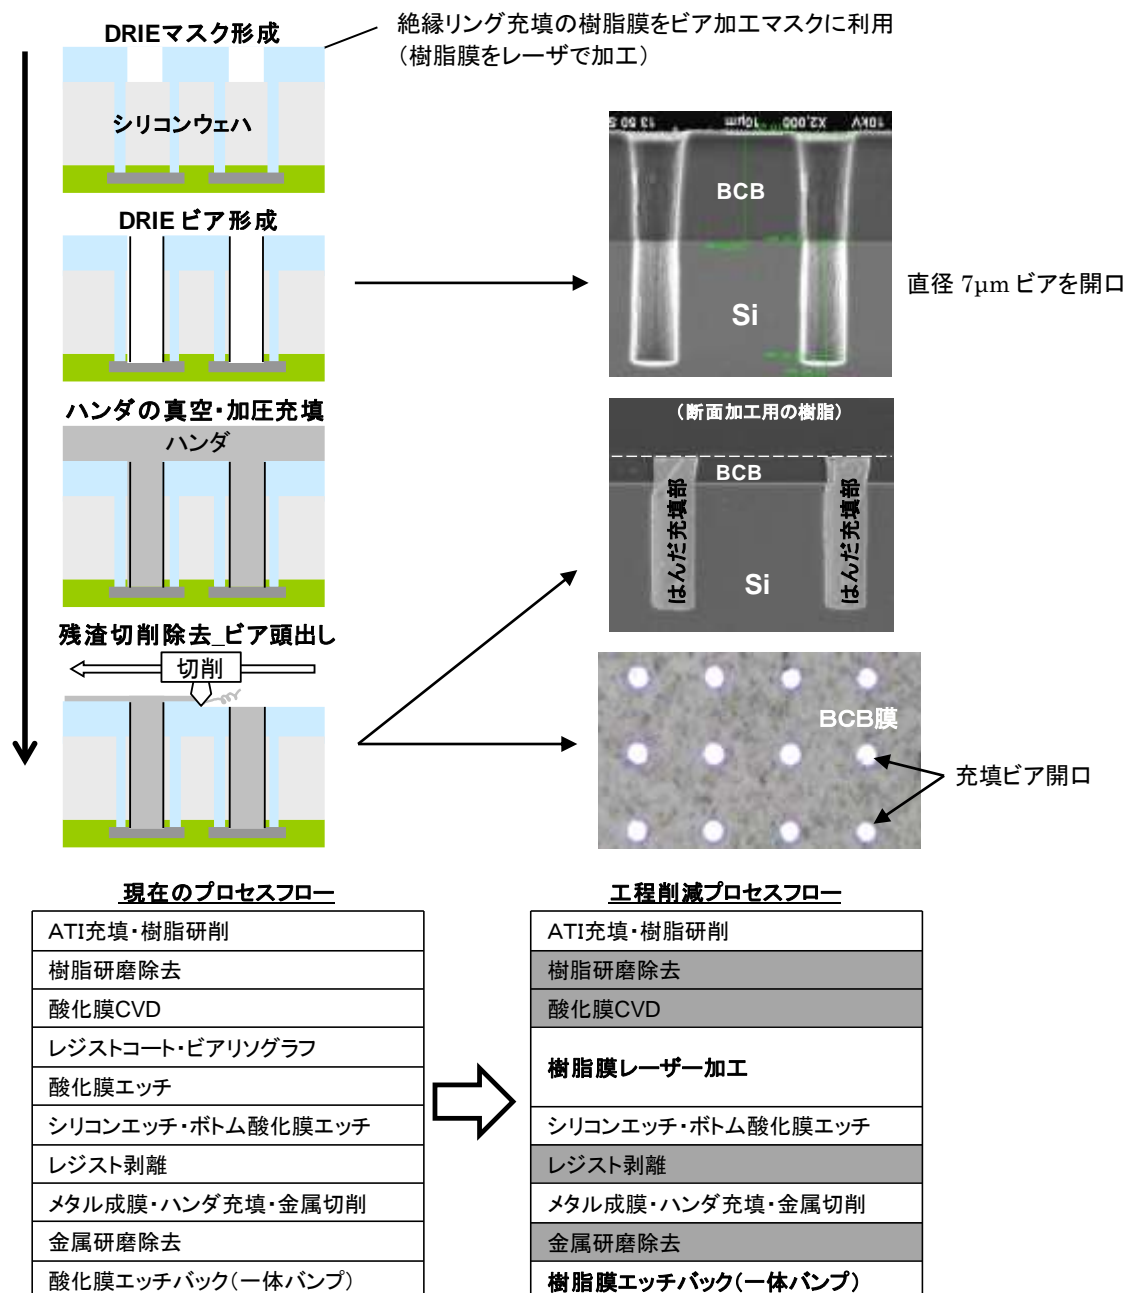 DRIEマスク形成
絶縁リング充填の樹脂膜をビア加工マスクに利用
（樹脂膜をレーザで加工）
シリコンウェハ
DRIE ビア形成
10kV X2,000 10μm 13 50 S
BCB
Si
直径 7μm ビアを開口
ハンダの真空・加圧充填
ハンダ
（断面加工用の樹脂）
BCB
はんだ充填部
はんだ充填部
Si
残渣切削除去_ビア頭出し
切削
BCB膜
充填ビア開口
現在のプロセスフロー
ATI充填・樹脂研削
樹脂研磨除去
酸化膜CVD
レジストコート・ビアリソグラフ
酸化膜エッチ
シリコンエッチ・ボトム酸化膜エッチ
レジスト剥離
メタル成膜・ハンダ充填・金属切削
金属研磨除去
酸化膜エッチバック（一体バンプ）
工程削減プロセスフロー
ATI充填・樹脂研削
樹脂研磨除去
酸化膜CVD
樹脂膜レーザー加工
シリコンエッチ・ボトム酸化膜エッチ
レジスト剥離
メタル成膜・ハンダ充填・金属切削
金属研磨除去
樹脂膜エッチバック（一体バンプ）